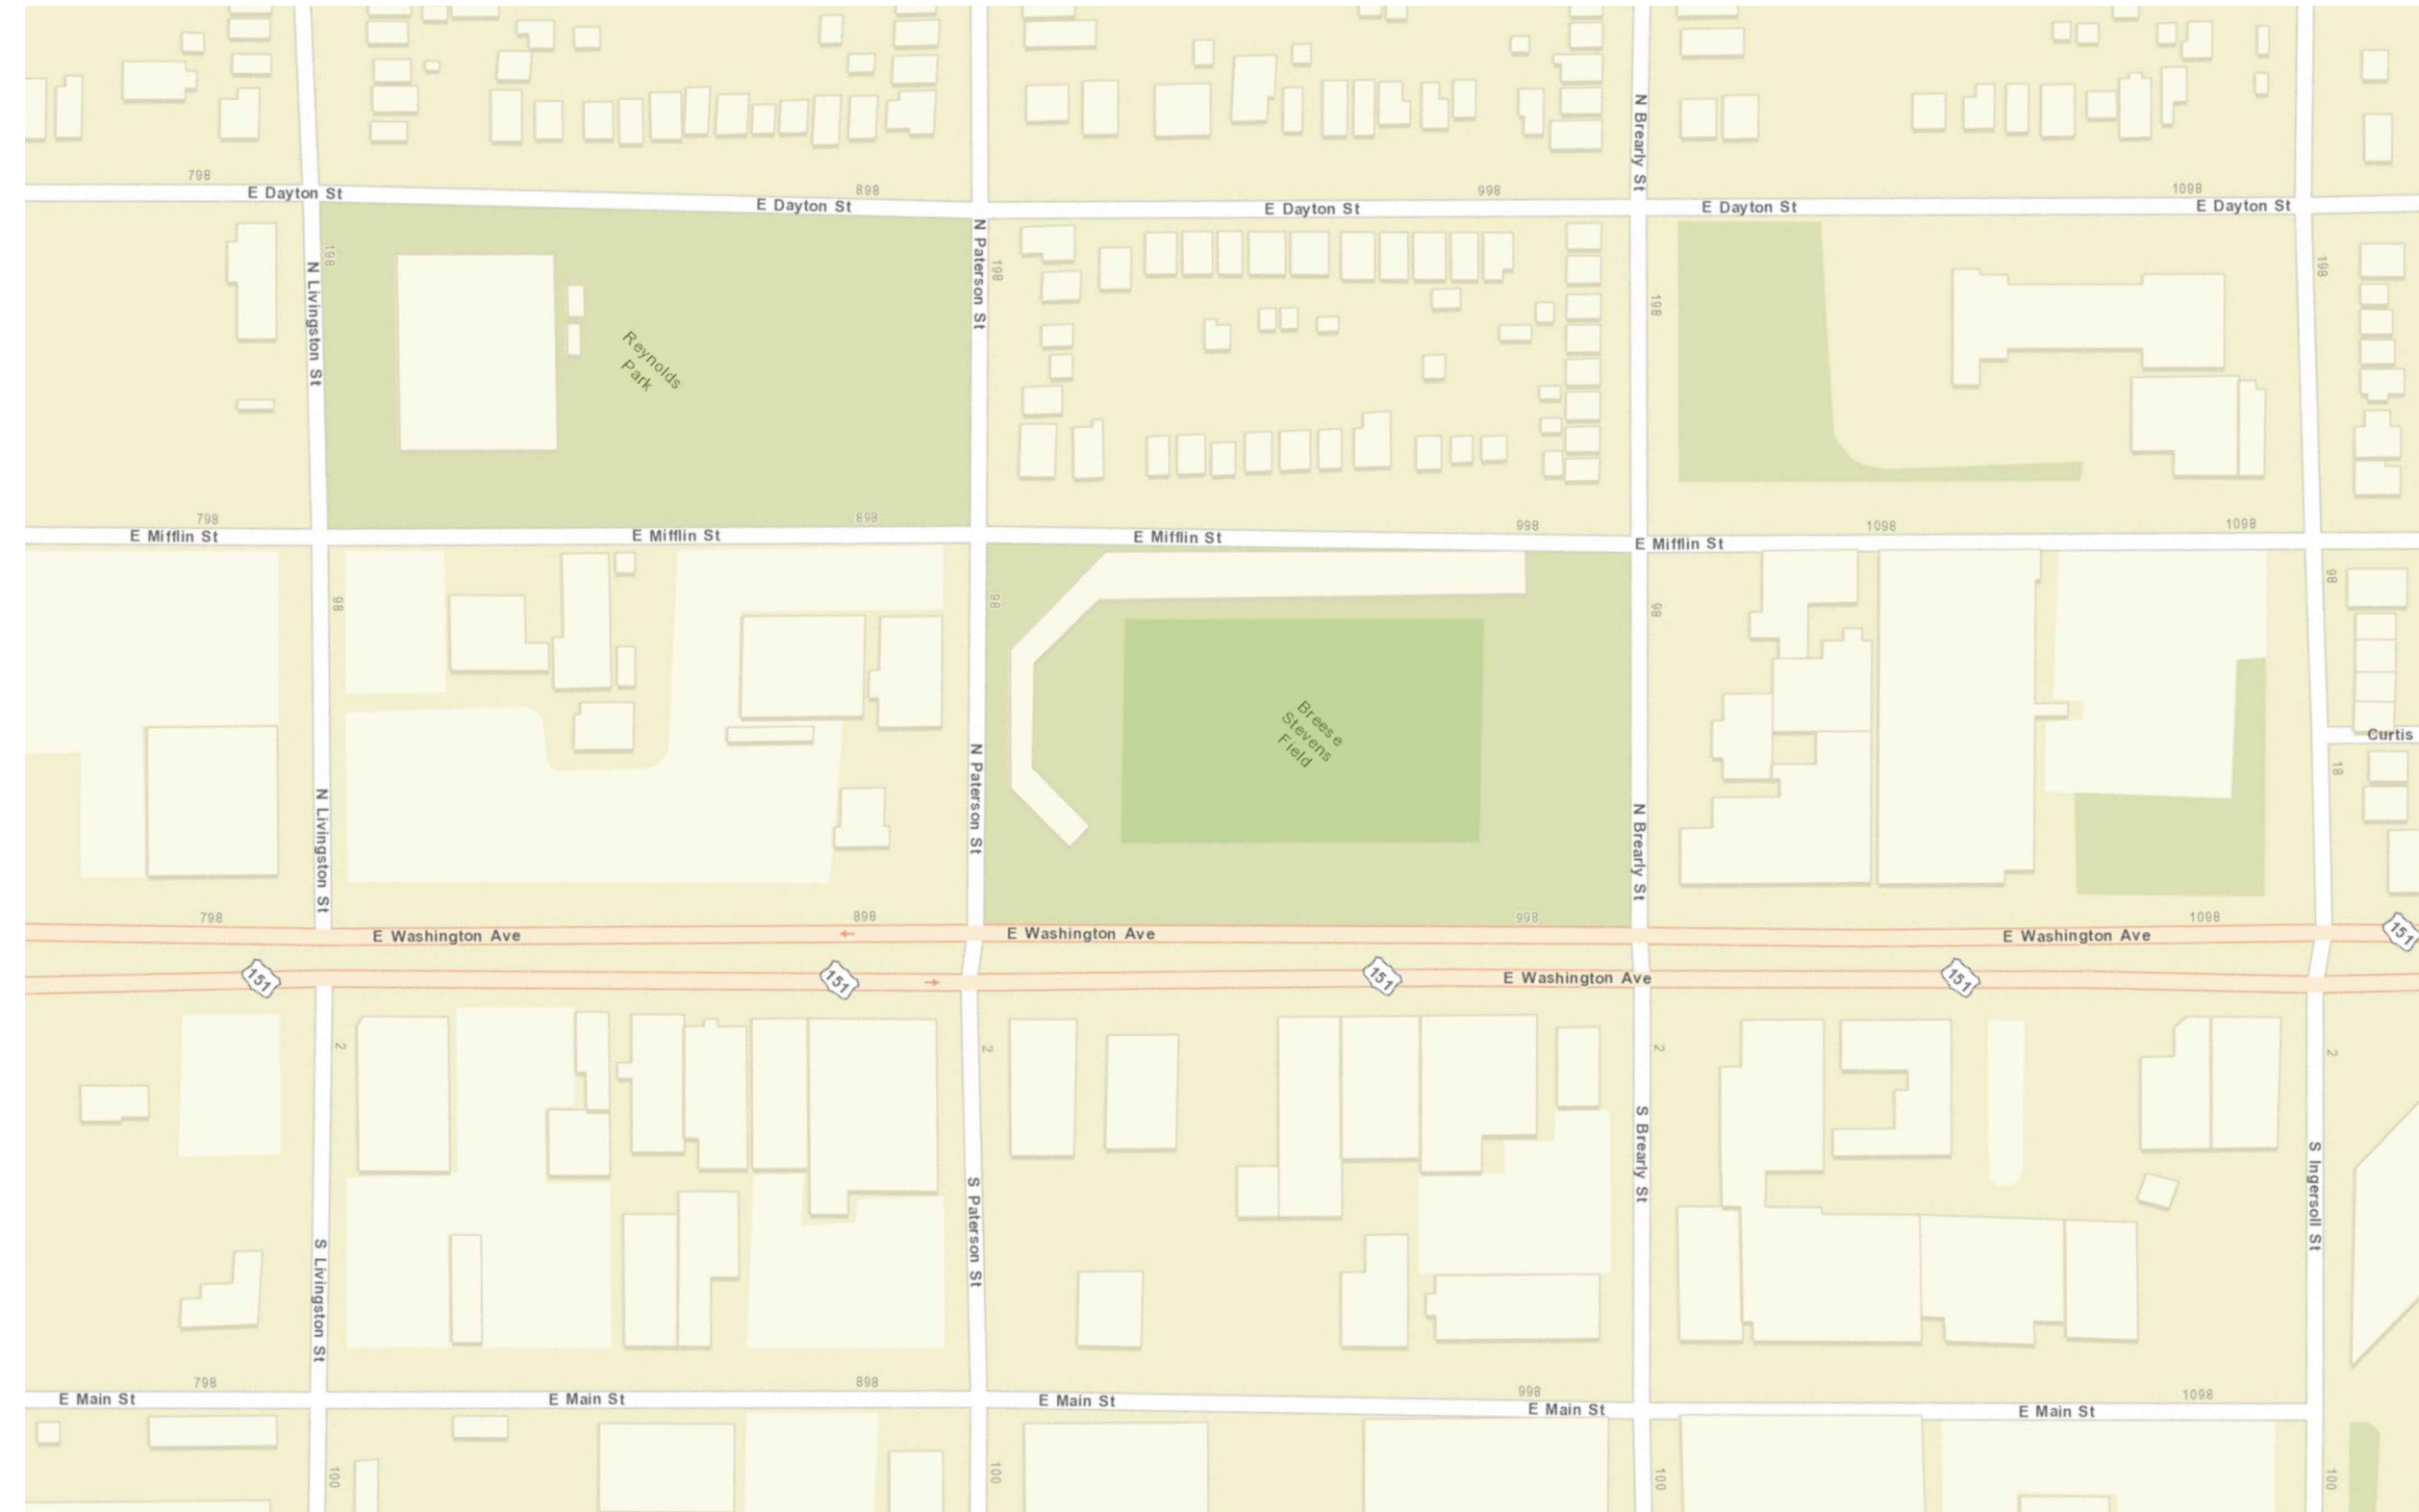 N Brearly St
798
E Dayton St
E Dayton St
898
E Dayton St
998
E Dayton St
1098
E Dayton St
198
N Livingston St
N Paterson St
198
198
198
Reynolds
Park
798
E Mifflin St
E Mifflin St
898
E Mifflin St
998
E Mifflin St
1098
1098
98
98
98
98
Breese
Stevens
Field
Curtis
18
N Livingston St
N Paterson St
N Brearly St
798
E Washington Ave
898
E Washington Ave
998
E Washington Ave
1098
E Washington Ave
151
151
151
151
151
2
2
2
2
S Livingston St
S Paterson St
S Brearly St
S Ingersoll St
798
E Main St
E Main St
898
E Main St
998
E Main St
1098
E Main St
100
100
100
100